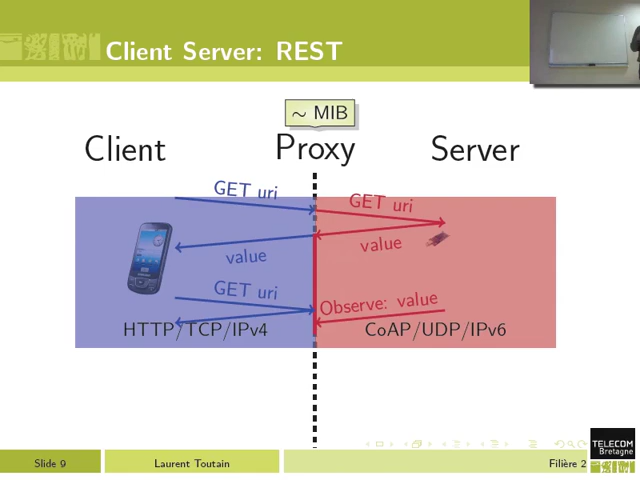 Client Server: REST
~ MIB
Client
Proxy
Server
GET uri
GET uri
value
value
GET uri
Observe: value
HTTP/TCP/IPv4
CoAP/UDP/IPv6
TELECOM
Bretagne
Slide 9
Laurent Toutain
Filière 2